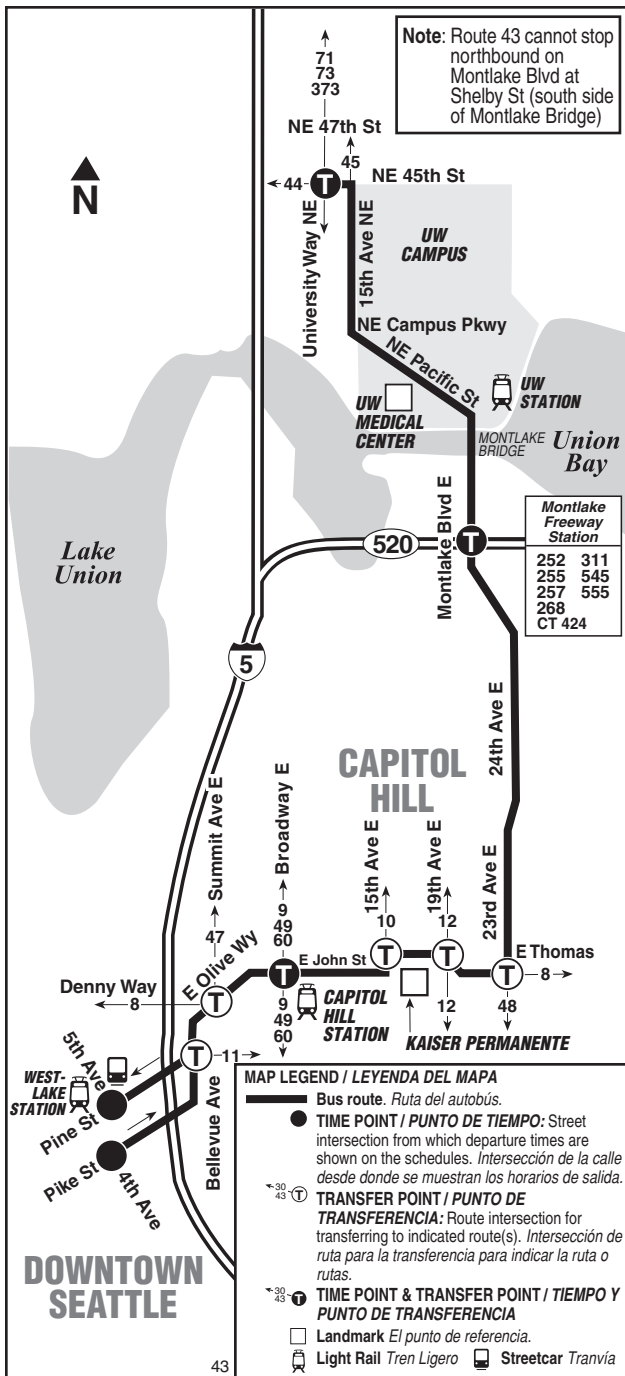 Note: Route 43 cannot stop
northbound on
Montlake Blvd at
Shelby St (south side
of Montlake Bridge)
71
73
373
NE 47th St
45
44
T
NE 45th St
N
University Way NE
15th Ave NE
UW
CAMPUS
NE Campus Pkwy
NE Pacific St
UW
MEDICAL
CENTER
UW
STATION
MONTLAKE
BRIDGE
Union
Bay
Montlake Blvd E
T
520
Montlake
Freeway
Station
252 311
255 545
257 555
268
CT 424
Lake
Union
5
24th Ave E
CAPITOL
HILL
Summit Ave E
Broadway E
15th Ave E
19th Ave E
23rd Ave E
9
49
60
47
10
12
E Olive Wy
T
E John St
T
T
E Thomas
T
8
Denny Way
8
T
9
49
60
CAPITOL
HILL
STATION
12
48
KAISER PERMANENTE
5th Ave
T
11
WEST-
LAKE
STATION
Pine St
Pike St
4th Ave
Bellevue Ave
DOWNTOWN
SEATTLE
43
MAP LEGEND / LEYENDA DEL MAPA
Bus route. Ruta del autobús.
TIME POINT / PUNTO DE TIEMPO: Street
intersection from which departure times are
shown on the schedules. Intersección de la calle
desde donde se muestran los horarios de salida.
30
43
T
TRANSFER POINT / PUNTO DE
TRANSFERENCIA: Route intersection for
transferring to indicated route(s). Intersección de
ruta para la transferencia para indicar la ruta o
rutas.
30
43
T
TIME POINT & TRANSFER POINT / TIEMPO Y
PUNTO DE TRANSFERENCIA
Landmark El punto de referencia.
Light Rail Tren Ligero Streetcar Tranvía